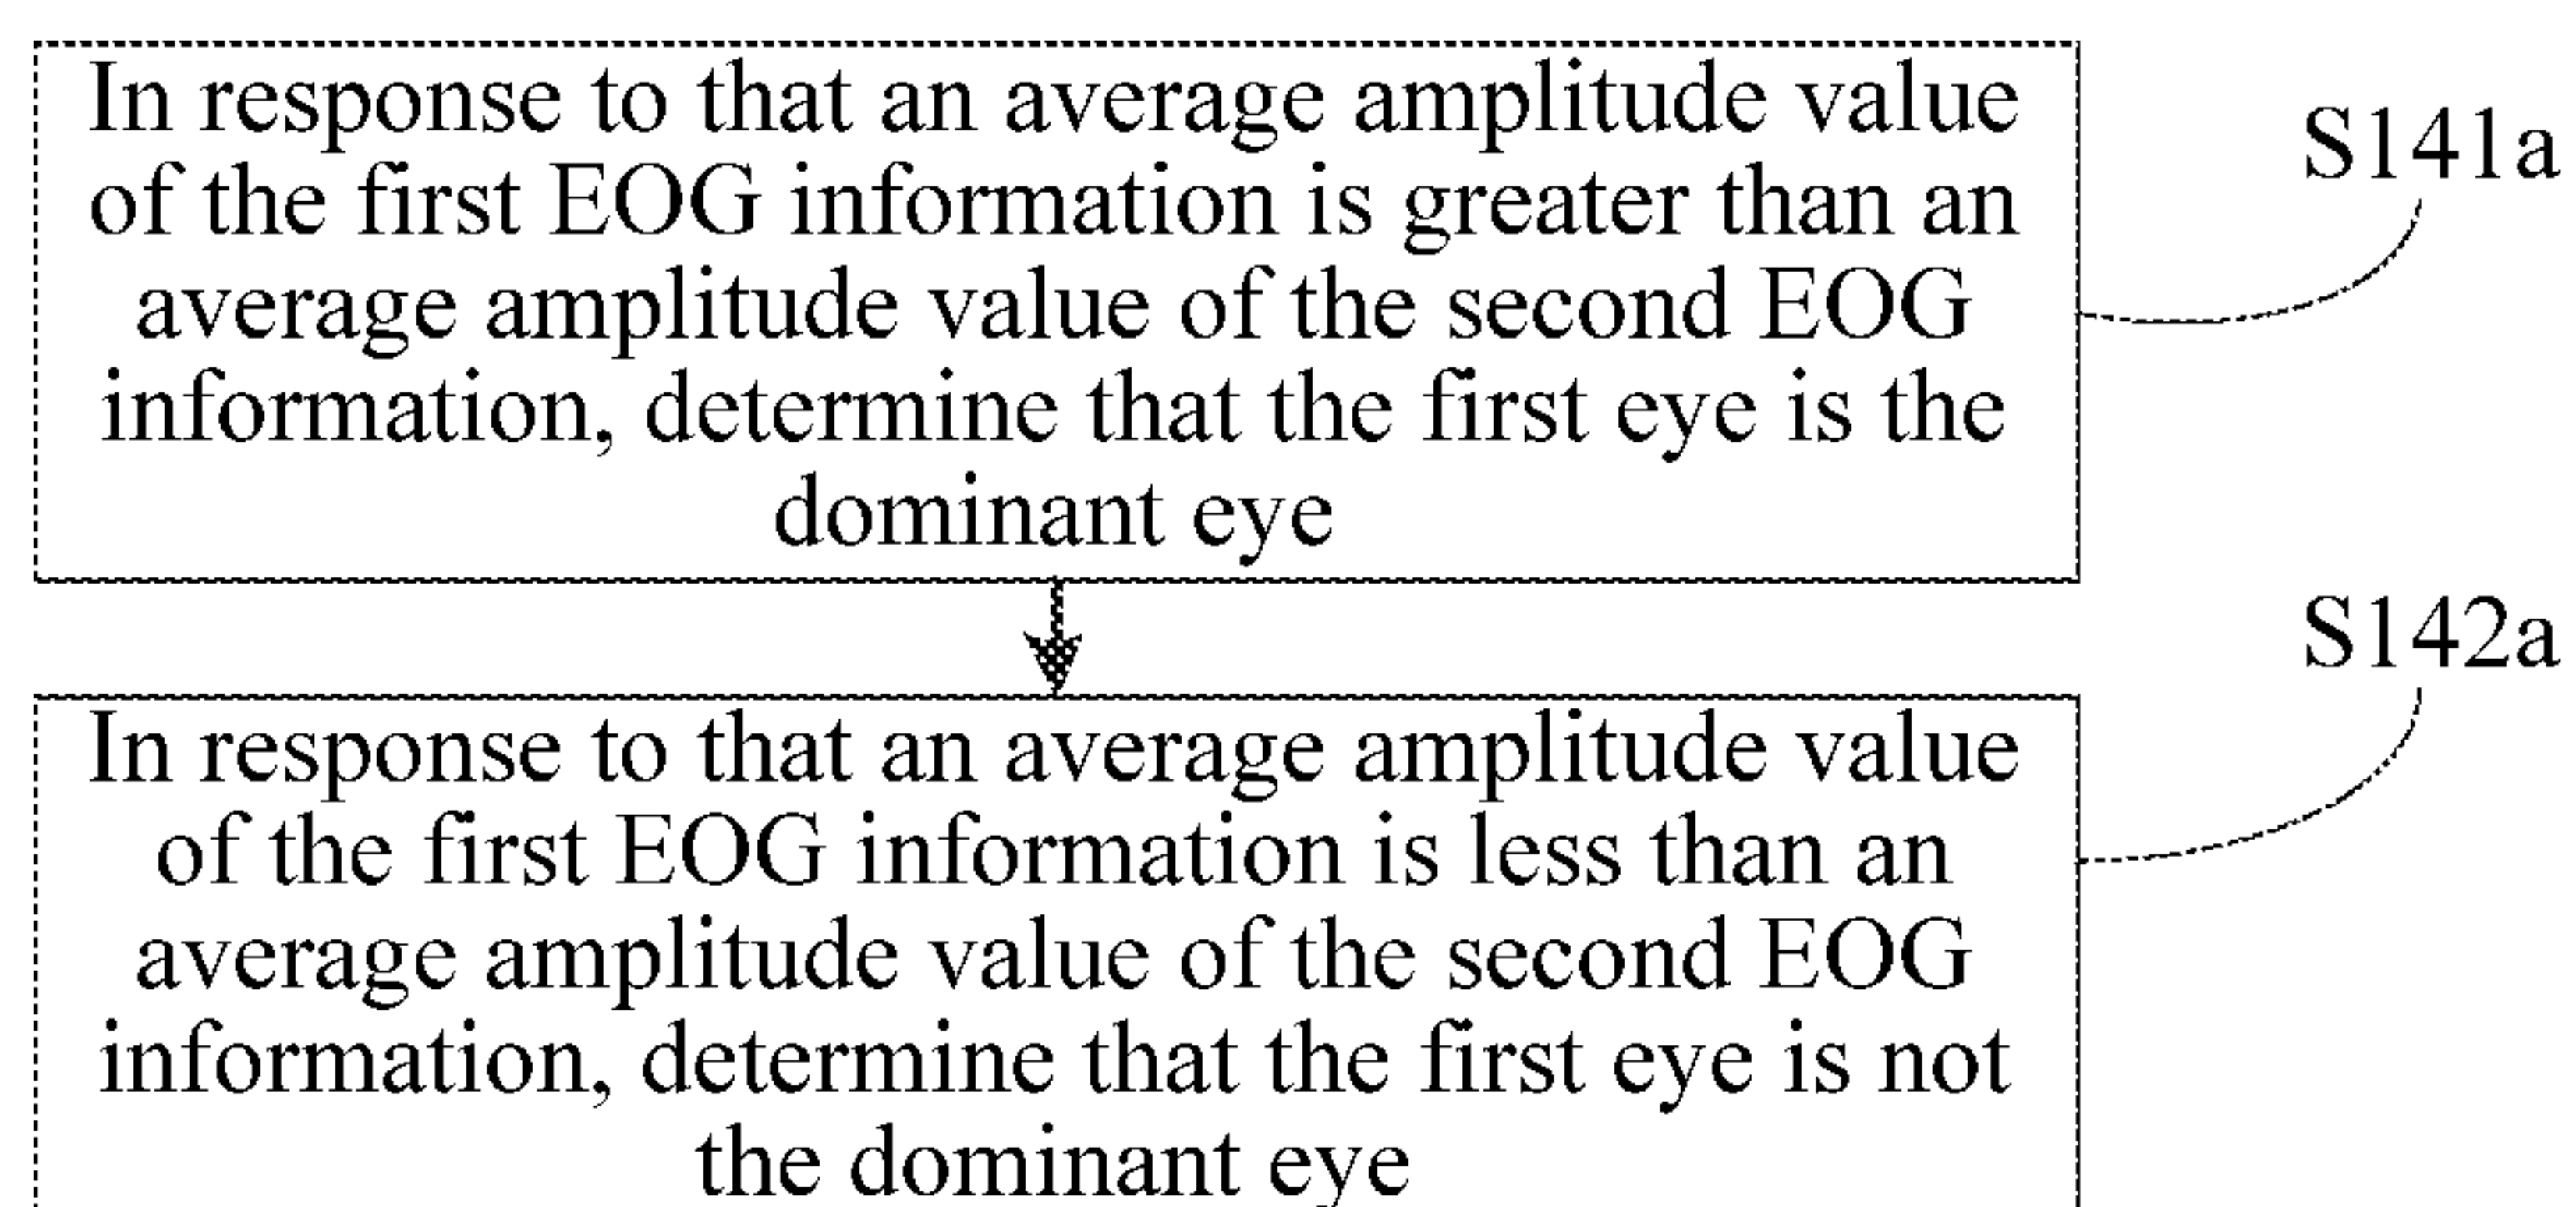 In response to that an average amplitude value
of the first EOG information is greater than an
average amplitude value of the second EOG
information, determine that the first eye is the
dominant eye
S141a
In response to that an average amplitude value
of the first EOG information is less than an
average amplitude value of the second EOG
information, determine that the first eye is not
the dominant eye
S142a